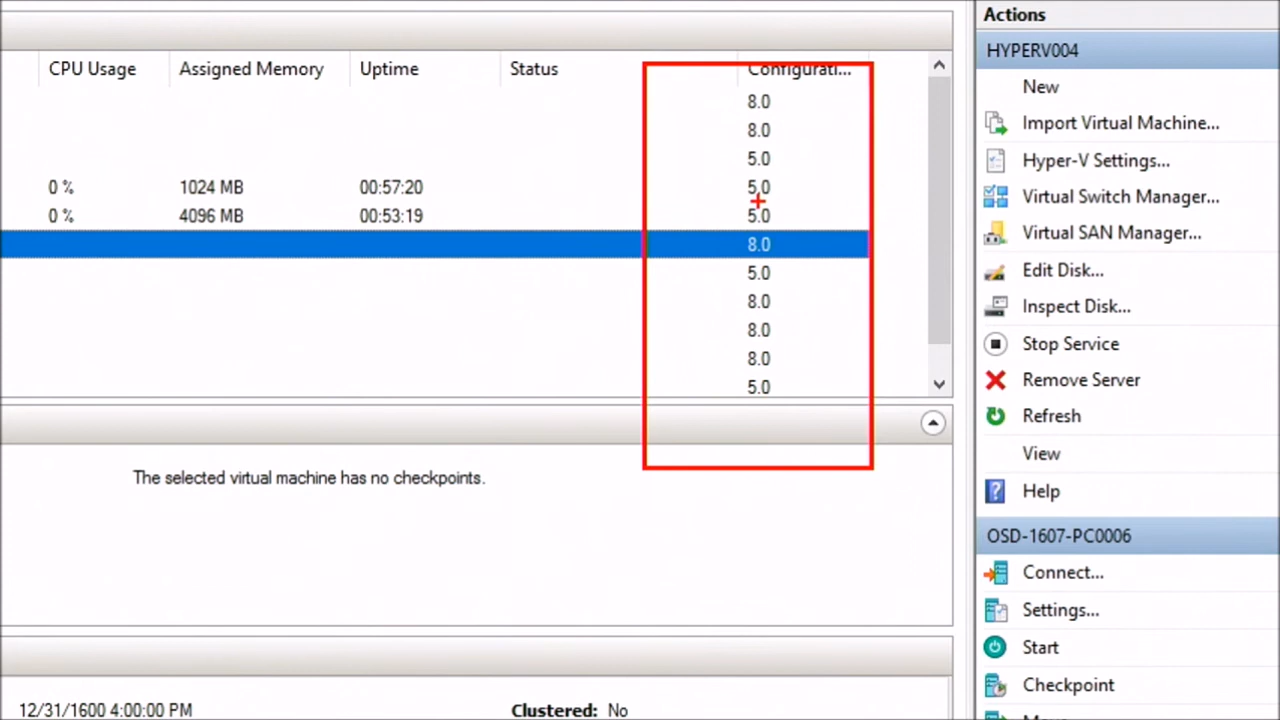 CPU Usage Assigned Memory Uptime Status Configurati...
8.0
8.0
5.0
0 % 1024 MB 00:57:20 5.0
0 % 4096 MB 00:53:19 5.0
8.0
5.0
8.0
8.0
8.0
5.0
The selected virtual machine has no checkpoints.
12/31/1600 4:00:00 PM Clustered: No
Actions
HYPERV004
New
Import Virtual Machine...
Hyper-V Settings...
Virtual Switch Manager...
Virtual SAN Manager...
Edit Disk...
Inspect Disk...
Stop Service
Remove Server
Refresh
View
Help
OSD-1607-PC0006
Connect...
Settings...
Start
Checkpoint